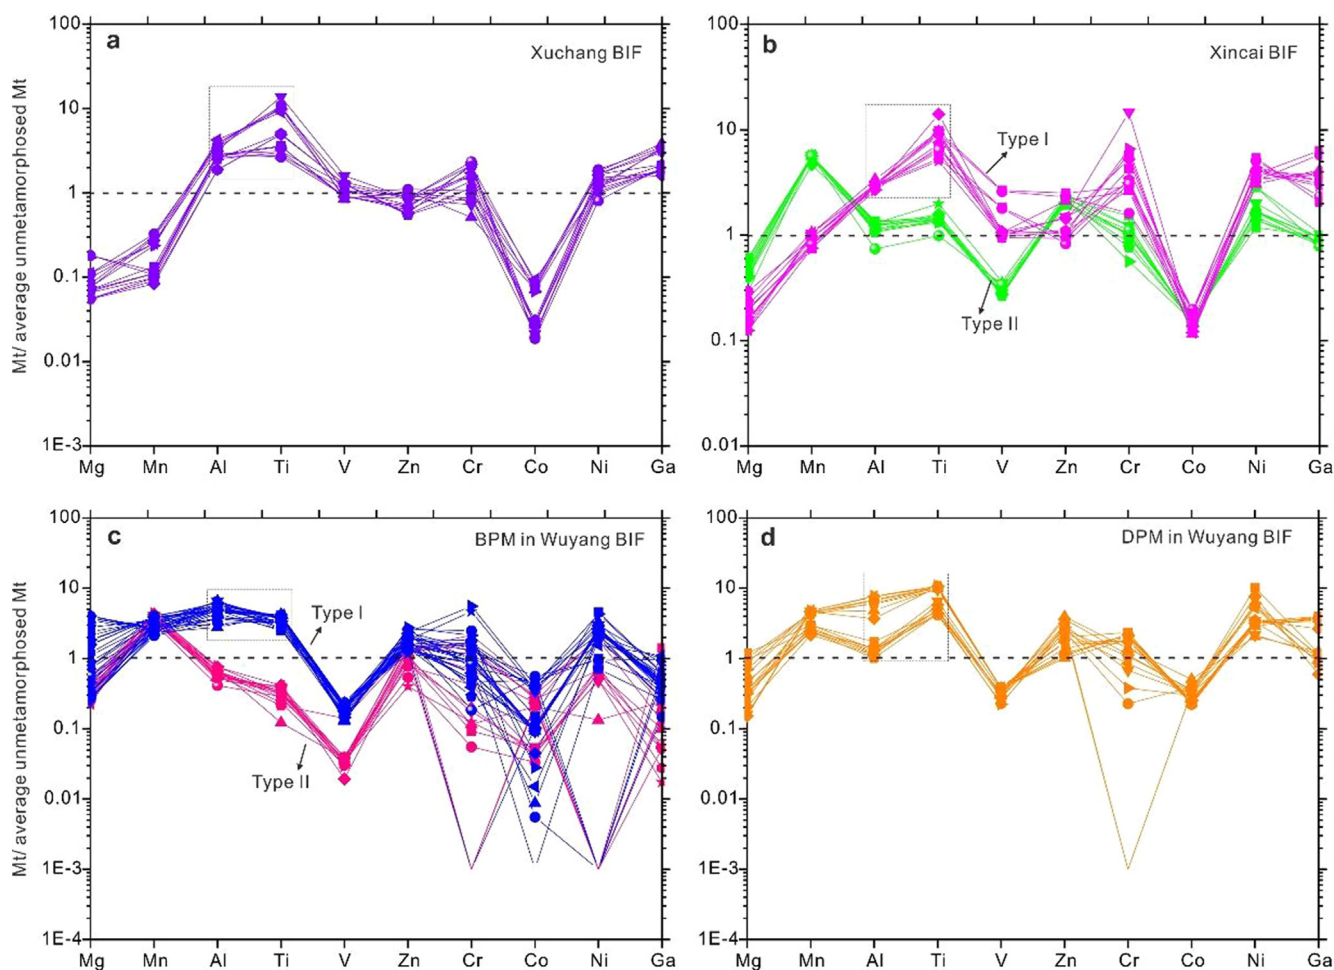 a
Xuchang BIF
Mt/ average unmetamorphosed Mt
100
10
1
0.1
0.01
1E-3
Mg Mn Al Ti V Zn Cr Co Ni Ga
b
Xincai BIF
Type I
Type II
100
10
1
0.1
0.01
Mg Mn Al Ti V Zn Cr Co Ni Ga
c
BPM in Wuyang BIF
Type I
Type II
Mt/ average unmetamorphosed Mt
100
10
1
0.1
0.01
1E-3
1E-4
Mg Mn Al Ti V Zn Cr Co Ni Ga
d
DPM in Wuyang BIF
100
10
1
0.1
0.01
1E-3
1E-4
Mg Mn Al Ti V Zn Cr Co Ni Ga